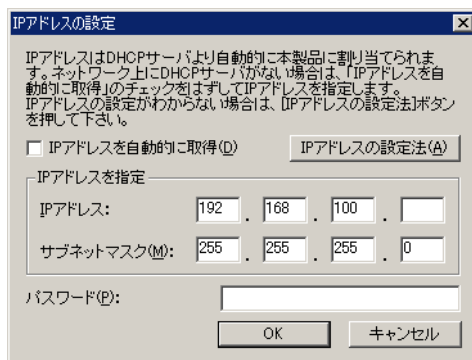 IPアドレスの設定
IPアドレスはDHCPサーバより自動的に本製品に割り当てられま
す。ネットワーク上にDHCPサーバがない場合は、「IPアドレスを自
動的に取得」のチェックをはずしてIPアドレスを指定します。
IPアドレスの設定がわからない場合は、[IPアドレスの設定法]ボタン
を押して下さい。
IPアドレスを自動的に取得(D) IPアドレスの設定法(A)
IPアドレスを指定
IPアドレス: 192 . 168 . 100 .
サブネットマスク(M): 255 . 255 . 255 . 0
パスワード(P):
OK キャンセル